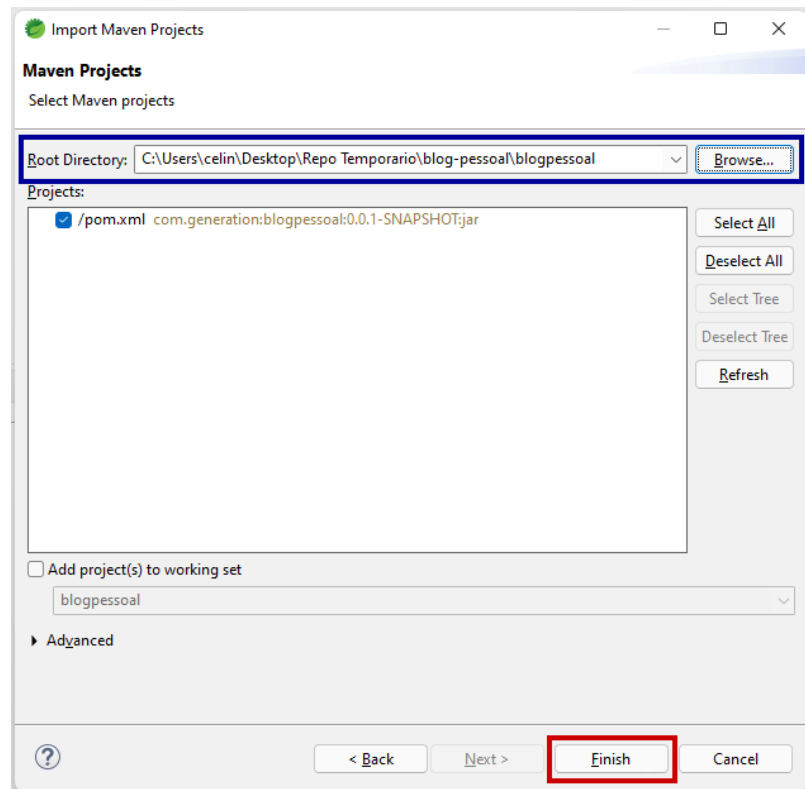 Import Maven Projects
Maven Projects
Select Maven projects
Root Directory: C:\Users\celin\Desktop\Repo Temporario\blog-pessoal\blogpessoal Browse...
Projects:
/pom.xml com.generation:blogpessoal:0.0.1-SNAPSHOT:jar
Select All
Deselect All
Select Tree
Deselect Tree
Refresh
Add project(s) to working set
blogpessoal
Advanced
? < Back Next > Finish Cancel